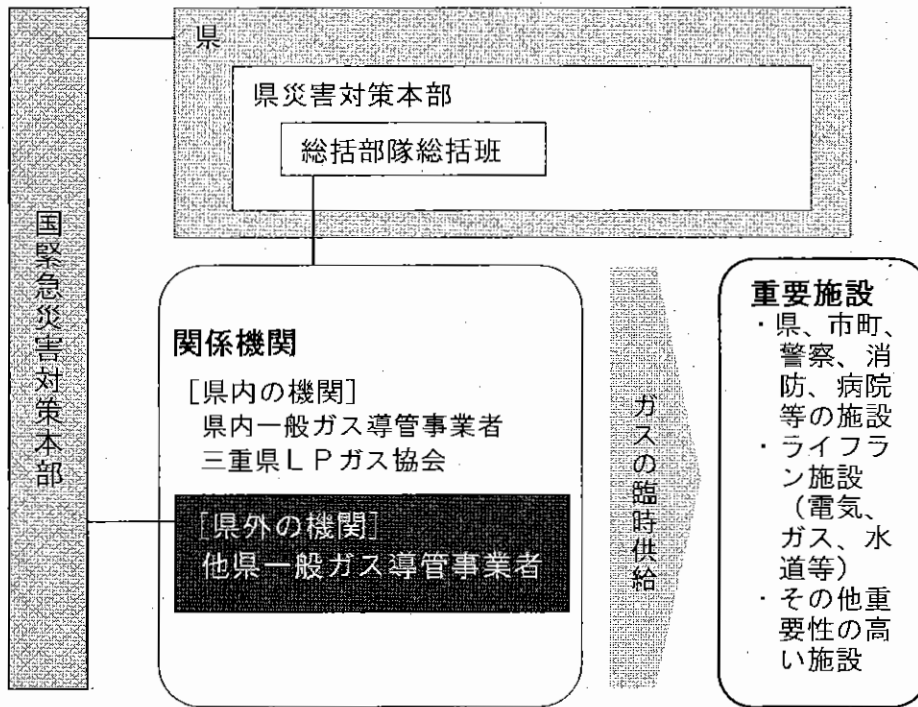 国緊急災害対策本部
県
県災害対策本部
総括部隊総括班
関係機関
[県内の機関]
県内一般ガス導管事業者
三重県LPガス協会
[県外の機関]
他県一般ガス導管事業者
ガスの臨時供給
重要施設
・県、市町、
警察、消
防、病院
等の施設
・ライフラ
ン施設
(電気、
ガス、水
道等)
・その他重
要性の高
い施設